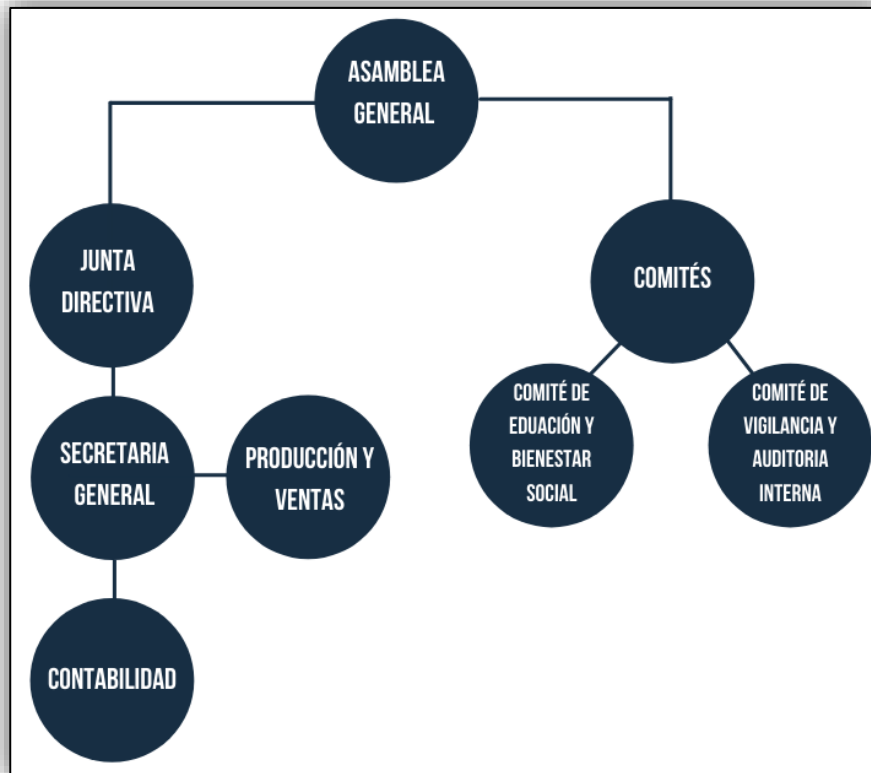 ASAMBLEA
GENERAL
JUNTA
DIRECTIVA
COMITÉS
SECRETARIA
GENERAL
PRODUCCIÓN Y
VENTAS
COMITÉ DE
EDUACIÓN Y
BIENESTAR
SOCIAL
COMITÉ DE
VIGILANCIA Y
AUDITORIA
INTERNA
CONTABILIDAD